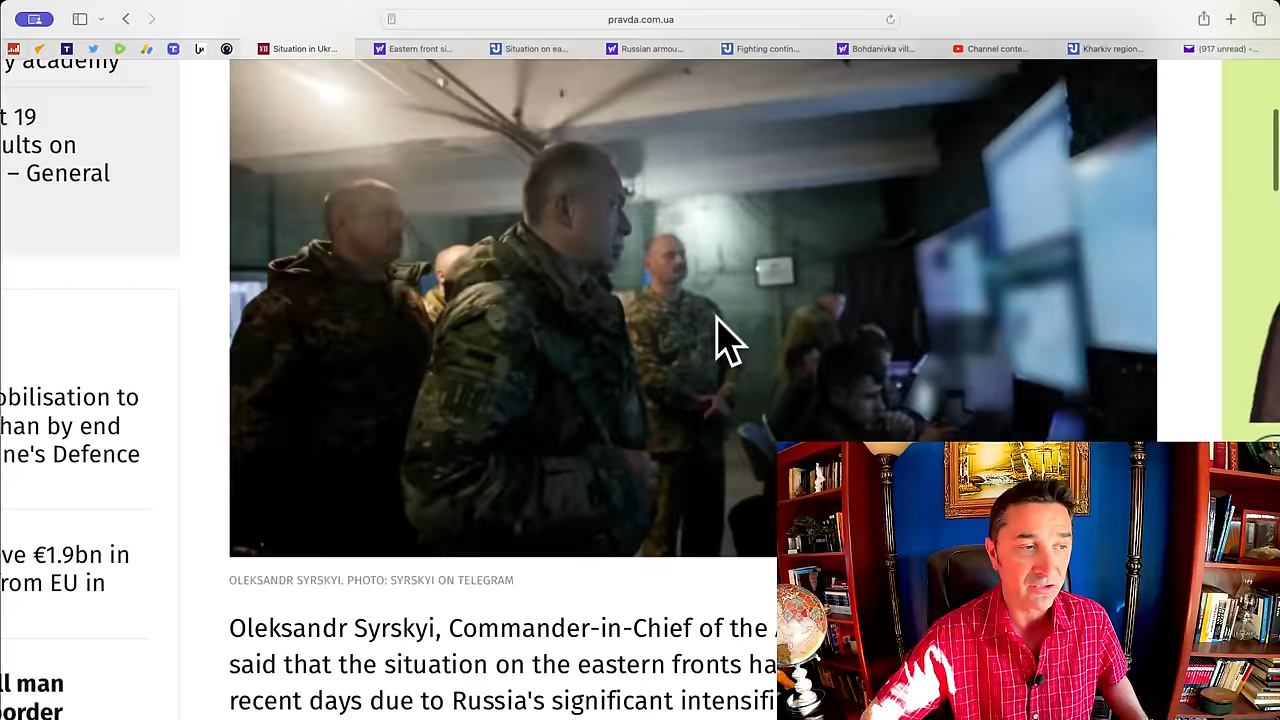 pravda.com.ua
Situation in Ukr...
Eastern front si...
Situation on ea...
Russian armou...
Fighting contin...
Bohdanivka vill...
Channel conte...
Kharkiv region...
(917 unread) -...
y academy
t 19
ults on
– General
obilisation to
han by end
ne's Defence
ve €1.9bn in
rom EU in
ll man
border
OLEKSANDR SYRSKYI. PHOTO: SYRSKYI ON TELEGRAM
Oleksandr Syrskyi, Commander-in-Chief of the
said that the situation on the eastern fronts ha
recent days due to Russia's significant intensifi